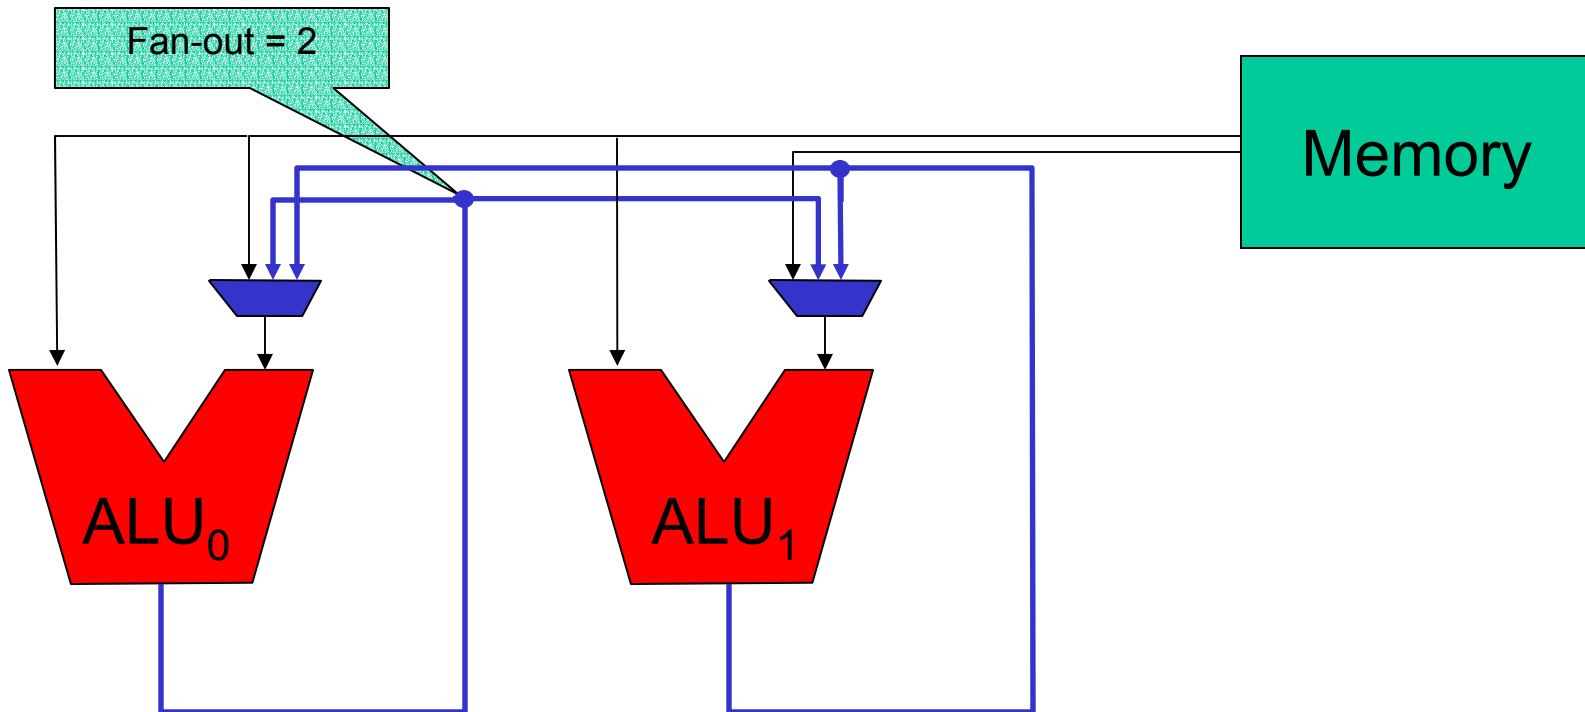 Fan-out = 2
Memory
ALU₀
ALU₁